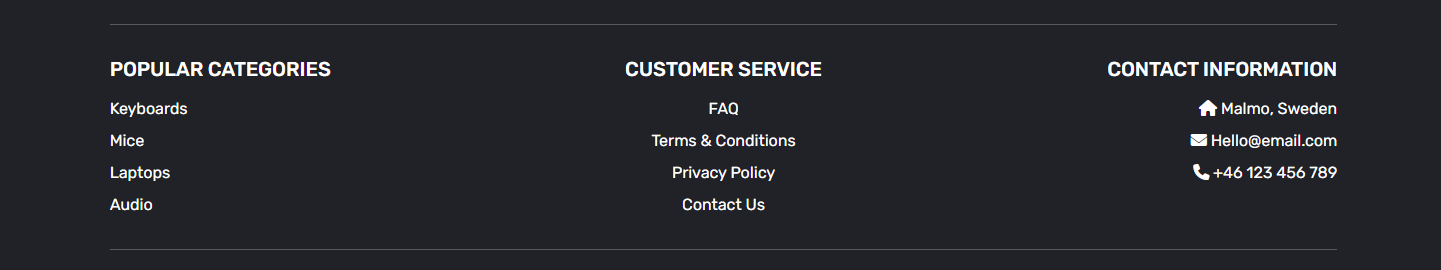 POPULAR CATEGORIES
Keyboards
Mice
Laptops
Audio
CUSTOMER SERVICE
FAQ
Terms & Conditions
Privacy Policy
Contact Us
CONTACT INFORMATION
Malmo, Sweden
Hello@email.com
+46 123 456 789